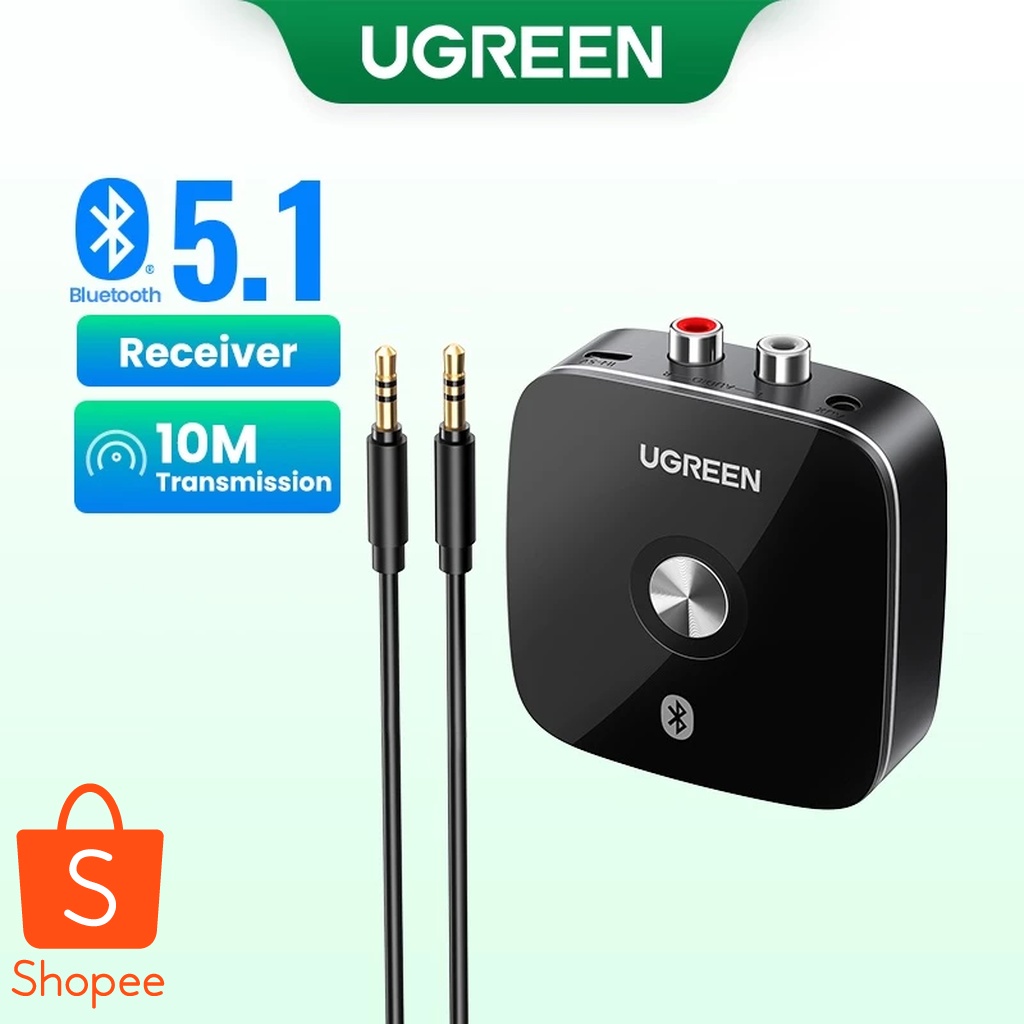 UGREEN
5.1
Bluetooth®
Receiver
10M
Transmission
UGREEN
S
Shopee